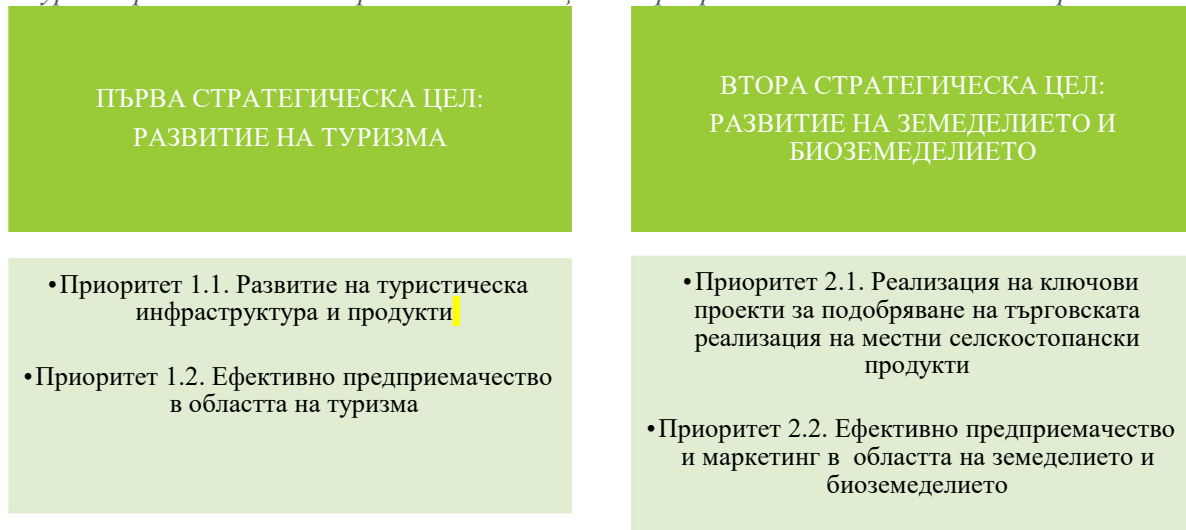 ПЪРВА СТРАТЕГИЧЕСКА ЦЕЛ:
РАЗВИТИЕ НА ТУРИЗМА
•Приоритет 1.1. Развитие на туристическа
инфраструктура и продукти
•Приоритет 1.2. Ефективно предприемачество
в областта на туризма
ВТОРА СТРАТЕГИЧЕСКА ЦЕЛ:
РАЗВИТИЕ НА ЗЕМЕДЕЛИЕТО И
БИОЗЕМЕДЕЛИЕТО
•Приоритет 2.1. Реализация на ключови
проекти за подобряване на търговската
реализация на местни селскостопански
продукти
•Приоритет 2.2. Ефективно предприемачество
и маркетинг в  областта на земеделието и
биоземеделието